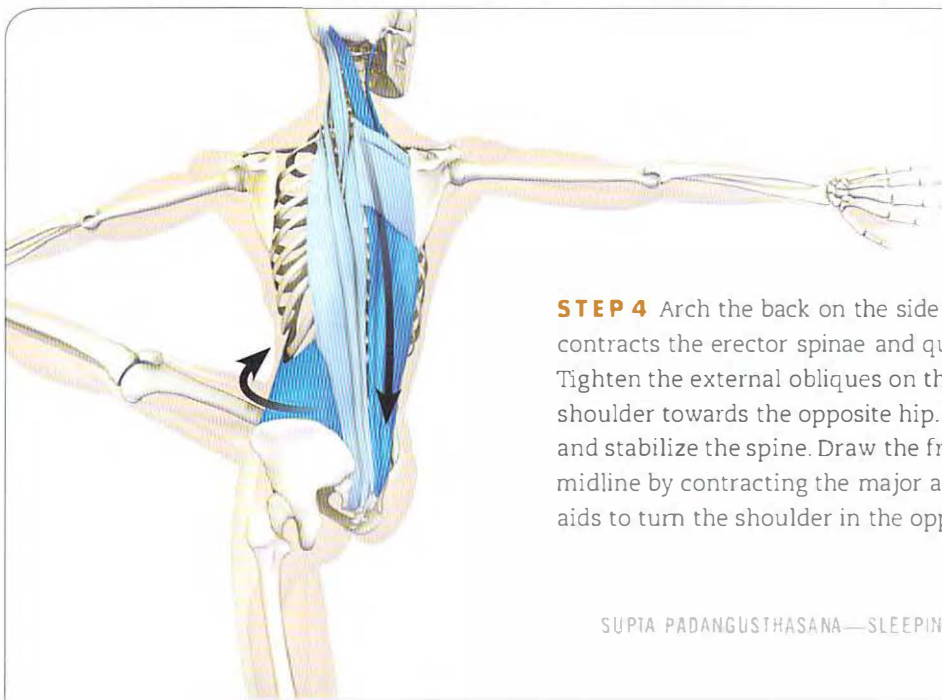 STEP 4 Arch the back on the side
contracts the erector spinae and qu
Tighten the external obliques on th
shoulder towards the opposite hip.
and stabilize the spine. Draw the fr
midline by contracting the major a
aids to turn the shoulder in the opp
SUPTA PADANGUSTHASANA—SLEEPIN